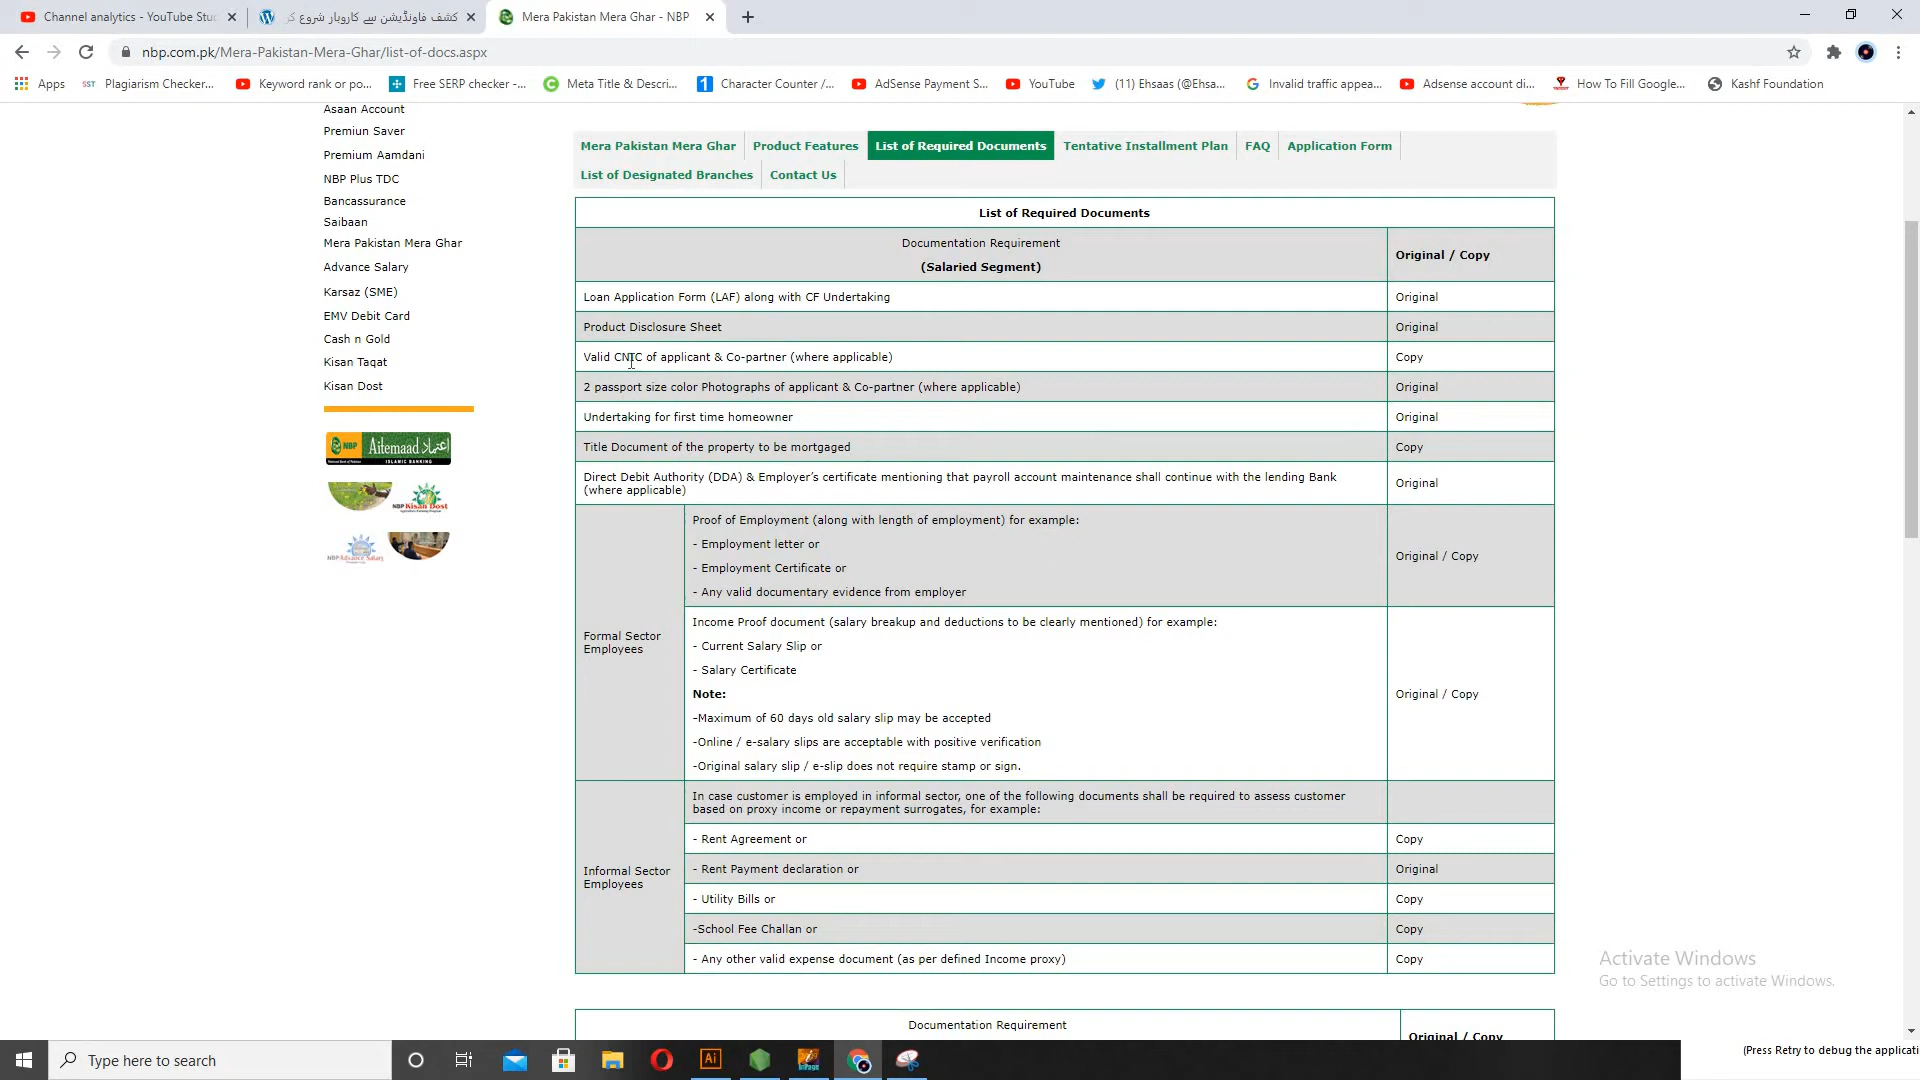 Channel analytics - YouTube Stu
کشف فاونڈیشن سے کاروبار شروع کر
Mera Pakistan Mera Ghar - NBP
nbp.com.pk/Mera-Pakistan-Mera-Ghar/list-of-docs.aspx
Apps
SST Plagiarism Checker...
Keyword rank or po...
Free SERP checker -...
Meta Title & Descri...
Character Counter /...
AdSense Payment S...
YouTube
(11) Ehsaas (@Ehsa...
Invalid traffic appea...
Adsense account di...
How To Fill Google...
Kashf Foundation
Asaan Account
Premiun Saver
Premium Aamdani
NBP Plus TDC
Bancassurance
Saibaan
Mera Pakistan Mera Ghar
Advance Salary
Karsaz (SME)
EMV Debit Card
Cash n Gold
Kisan Taqat
Kisan Dost
NBP Aitemaad اعتماد
ISLAMIC BANKING
NBP Kisan Dost
NBP Advance Salary
Mera Pakistan Mera Ghar
Product Features
List of Required Documents
Tentative Installment Plan
FAQ
Application Form
List of Designated Branches
Contact Us
List of Required Documents
Documentation Requirement
(Salaried Segment)
Original / Copy
Loan Application Form (LAF) along with CF Undertaking
Original
Product Disclosure Sheet
Original
Valid CNIC of applicant & Co-partner (where applicable)
Copy
2 passport size color Photographs of applicant & Co-partner (where applicable)
Original
Undertaking for first time homeowner
Original
Title Document of the property to be mortgaged
Copy
Direct Debit Authority (DDA) & Employer’s certificate mentioning that payroll account maintenance shall continue with the lending Bank
(where applicable)
Original
Formal Sector
Employees
Proof of Employment (along with length of employment) for example:
- Employment letter or
- Employment Certificate or
- Any valid documentary evidence from employer
Original / Copy
Income Proof document (salary breakup and deductions to be clearly mentioned) for example:
- Current Salary Slip or
- Salary Certificate
Note:
-Maximum of 60 days old salary slip may be accepted
-Online / e-salary slips are acceptable with positive verification
-Original salary slip / e-slip does not require stamp or sign.
Original / Copy
Informal Sector
Employees
In case customer is employed in informal sector, one of the following documents shall be required to assess customer
based on proxy income or repayment surrogates, for example:
- Rent Agreement or
Copy
- Rent Payment declaration or
Original
- Utility Bills or
Copy
-School Fee Challan or
Copy
- Any other valid expense document (as per defined Income proxy)
Copy
Documentation Requirement
Original / Copy
Activate Windows
Go to Settings to activate Windows.
Type here to search
Ai
InPage
(Press Retry to debug the applicati